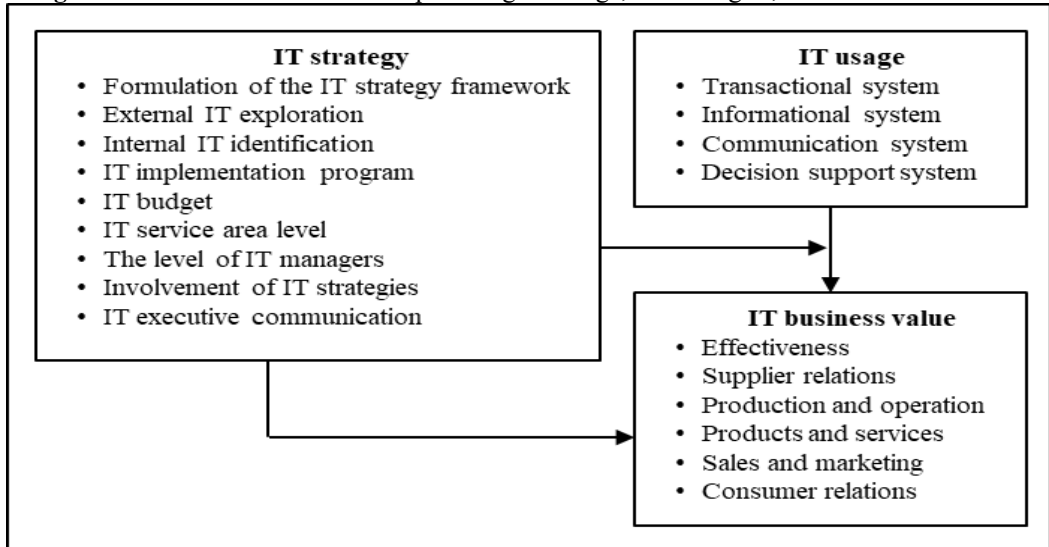 IT strategy
• Formulation of the IT strategy framework
• External IT exploration
• Internal IT identification
• IT implementation program
• IT budget
• IT service area level
• The level of IT managers
• Involvement of IT strategies
• IT executive communication
IT usage
• Transactional system
• Informational system
• Communication system
• Decision support system
IT business value
• Effectiveness
• Supplier relations
• Production and operation
• Products and services
• Sales and marketing
• Consumer relations